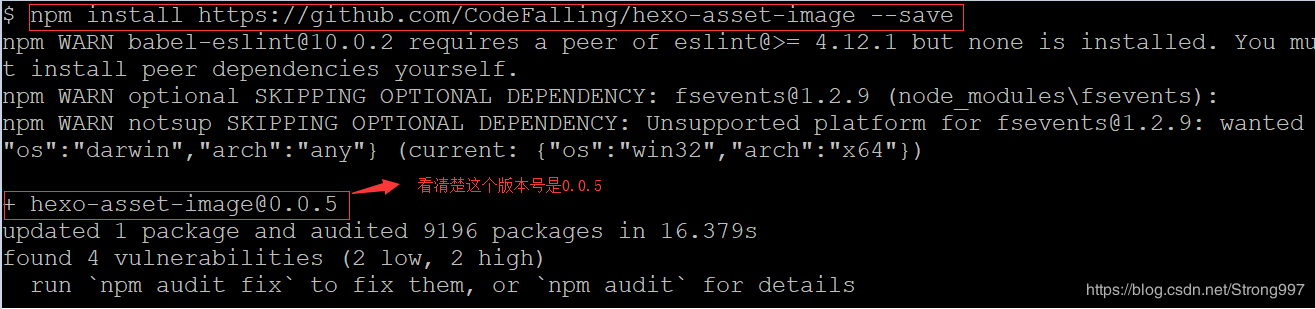 $ npm install https://github.com/CodeFalling/hexo-asset-image --save
npm WARN babel-eslint@10.0.2 requires a peer of eslint@>= 4.12.1 but none is installed. You mu
t install peer dependencies yourself.
npm WARN optional SKIPPING OPTIONAL DEPENDENCY: fsevents@1.2.9 (node_modules\fsevents):
npm WARN notsup SKIPPING OPTIONAL DEPENDENCY: Unsupported platform for fsevents@1.2.9: wanted
"os":"darwin","arch":"any"} (current: {"os":"win32","arch":"x64"})
看清楚这个版本号是0.0.5
+ hexo-asset-image@0.0.5
updated 1 package and audited 9196 packages in 16.379s
found 4 vulnerabilities (2 low, 2 high)
run `npm audit fix` to fix them, or `npm audit` for details
https://blog.csdn.net/Strong997